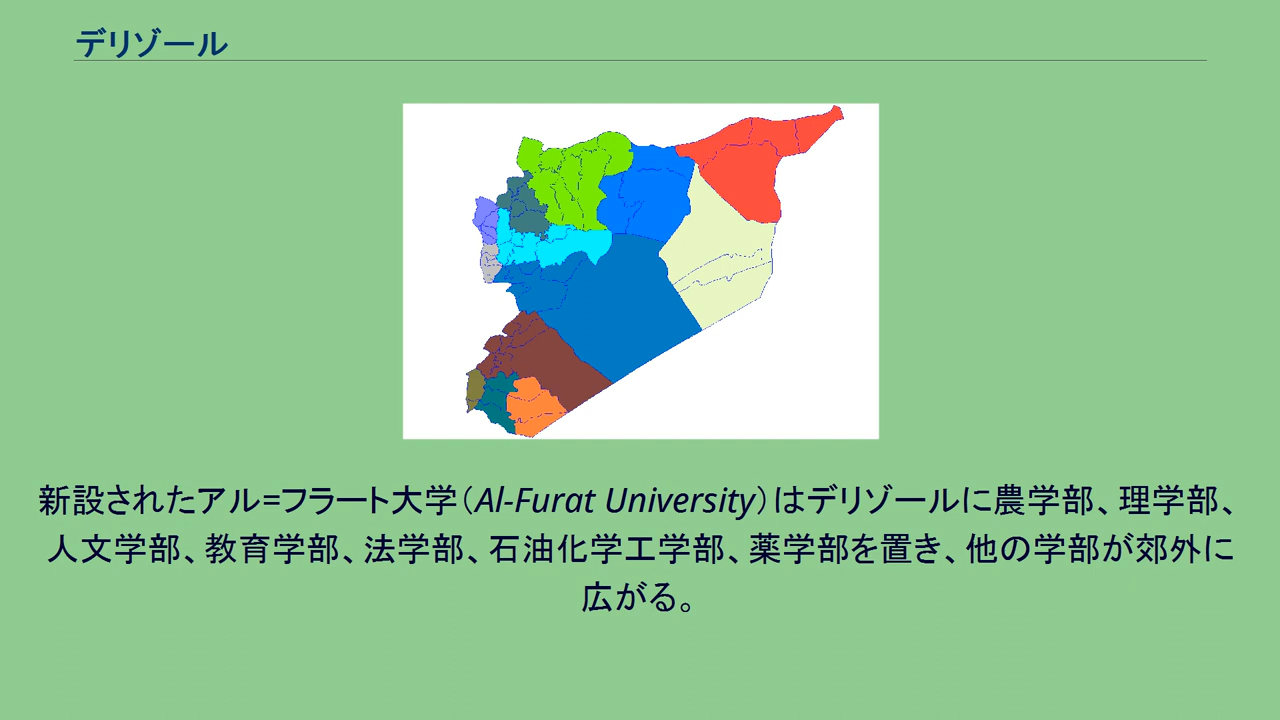 デリゾール
新設されたアル=フラート大学（Al-Furat University）はデリゾールに農学部、理学部、
人文学部、教育学部、法学部、石油化学工学部、薬学部を置き、他の学部が郊外に
広がる。